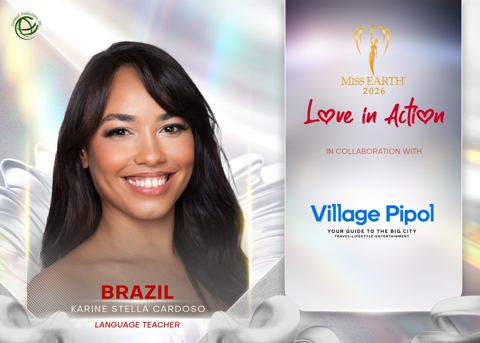 BRAZIL
KARINE STELLA CARDOSO
LANGUAGE TEACHER
MISS EARTH
2026
Love in Action
IN COLLABORATION WITH
Village Pipol
YOUR GUIDE TO THE BIG CITY
TRAVEL•LIFESTYLE•ENTERTAINMENT